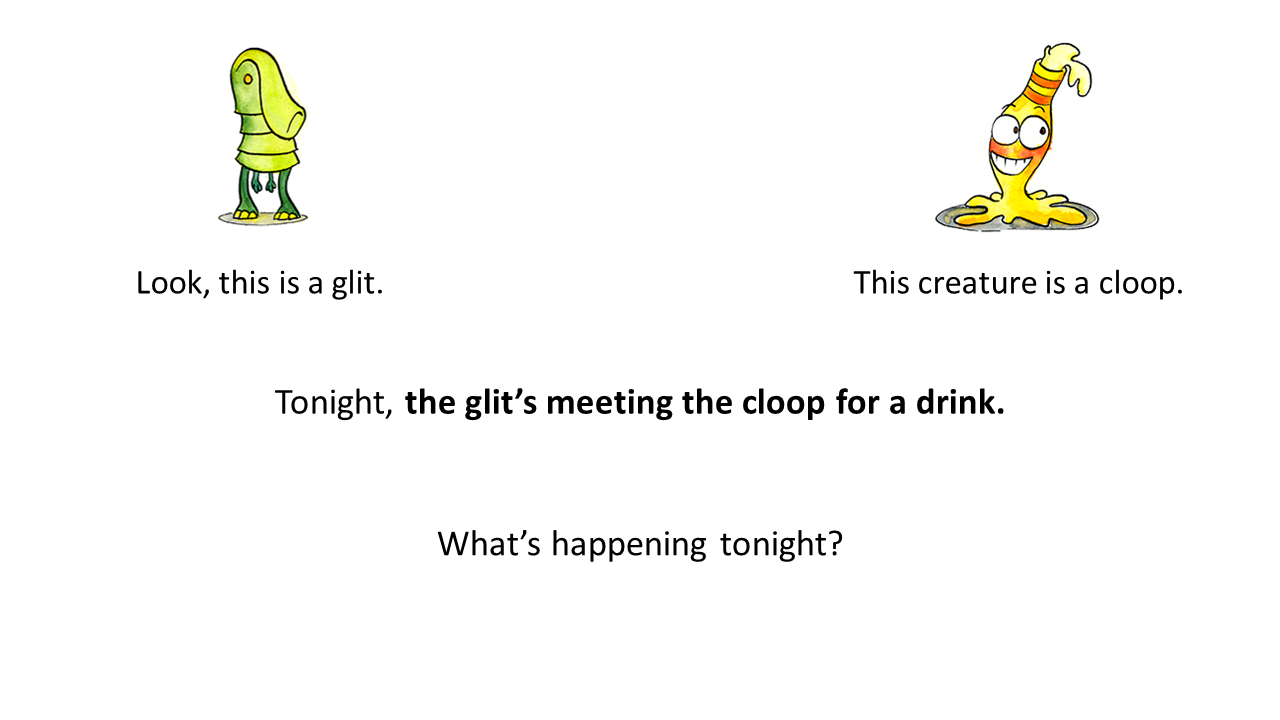 Look, this is a glit.
This creature is a cloop.
Tonight, the glit’s meeting the cloop for a drink.
What’s happening tonight?